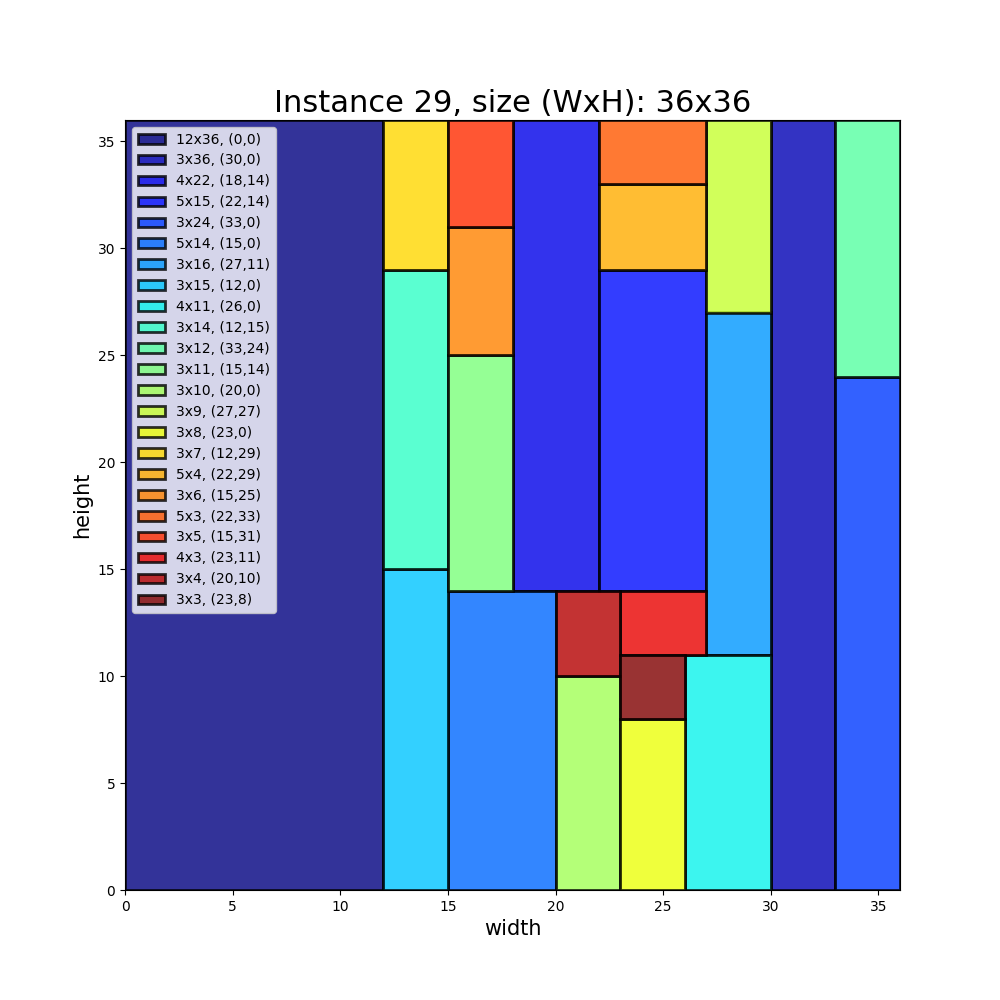 Instance 29, size (WxH): 36x36
12x36, (0,0)
3x36, (30,0)
4x22, (18,14)
5x15, (22,14)
3x24, (33,0)
5x14, (15,0)
3x16, (27,11)
3x15, (12,0)
4x11, (26,0)
3x14, (12,15)
3x12, (33,24)
3x11, (15,14)
3x10, (20,0)
3x9, (27,27)
3x8, (23,0)
3x7, (12,29)
5x4, (22,29)
3x6, (15,25)
5x3, (22,33)
3x5, (15,31)
4x3, (23,11)
3x4, (20,10)
3x3, (23,8)
height
35
30
25
20
15
10
5
0
0 5 10 15 20 25 30 35
width